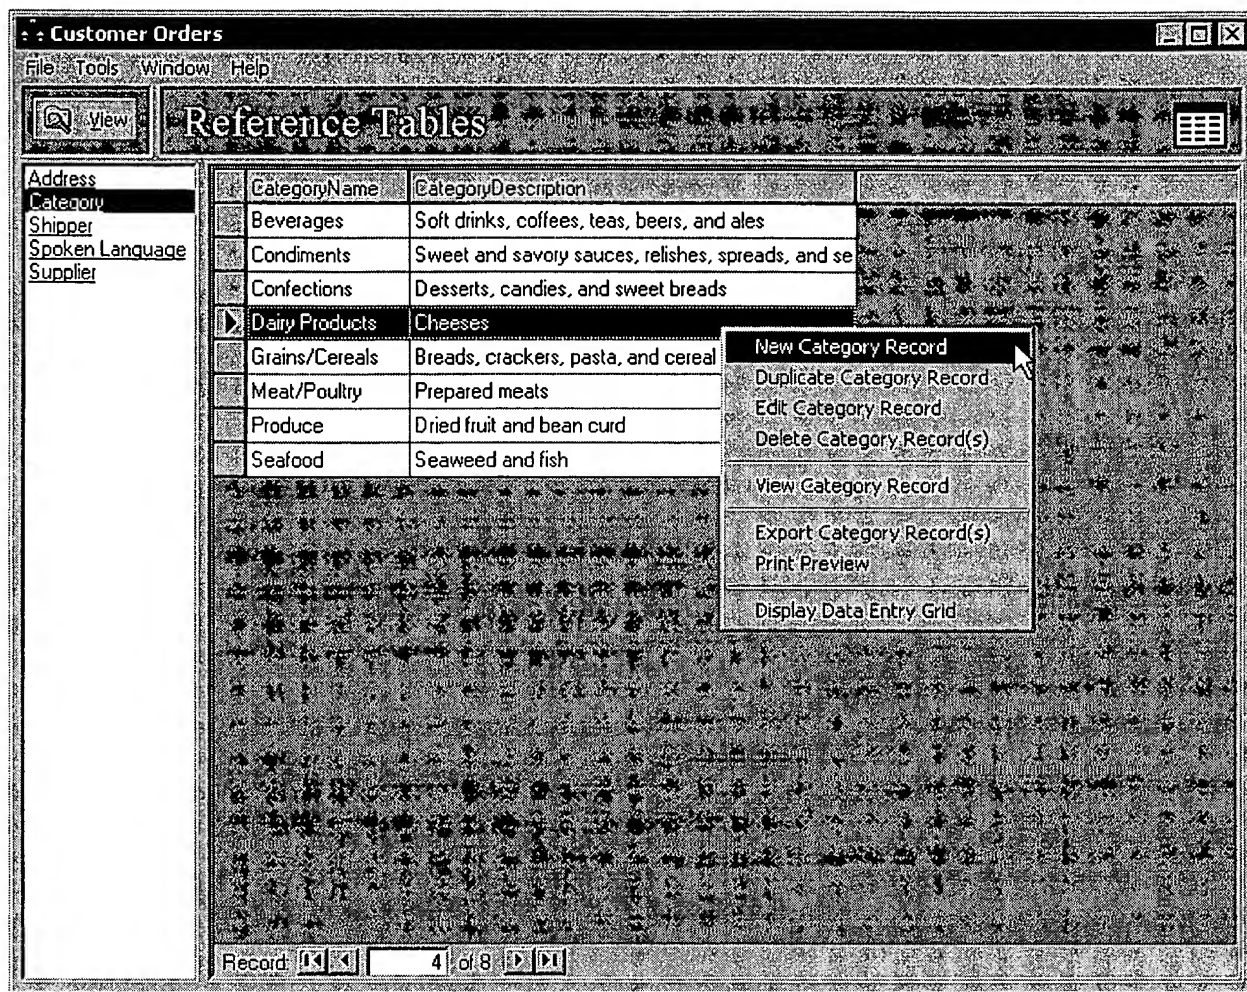 Customer Orders
File Tools Window Help
View
Reference Tables
Address
Category
Shipper
Spoken Language
Supplier
CategoryName CategoryDescription
Beverages Soft drinks, coffees, teas, beers, and ales
Condiments Sweet and savory sauces, relishes, spreads, and se
Confections Desserts, candies, and sweet breads
Dairy Products Cheeses
Grains/Cereals Breads, crackers, pasta, and cereal
Meat/Poultry Prepared meats
Produce Dried fruit and bean curd
Seafood Seaweed and fish
New Category Record
Duplicate Category Record
Edit Category Record
Delete Category Record(s)
View Category Record
Export Category Record(s)
Print Preview
Display Data Entry Grid
Record: 4 of 8